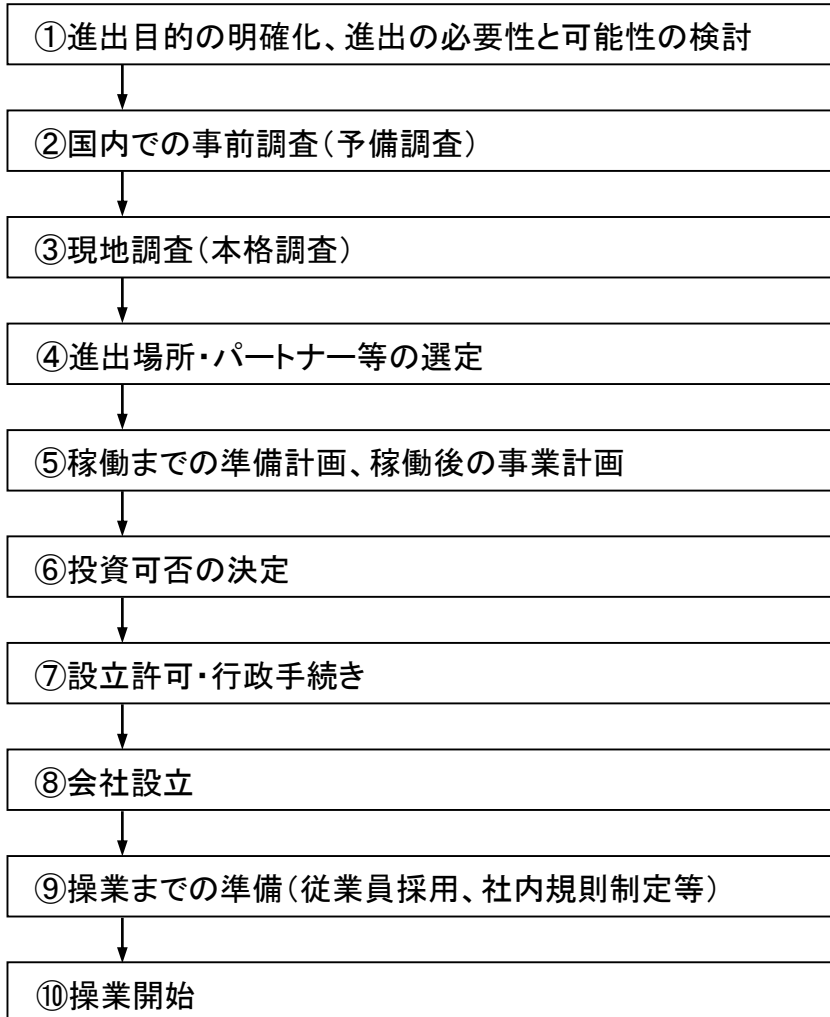 ①進出目的の明確化、進出の必要性と可能性の検討
②国内での事前調査(予備調査)
③現地調査(本格調査)
④進出場所・パートナー等の選定
⑤稼働までの準備計画、稼働後の事業計画
⑥投資可否の決定
⑦設立許可・行政手続き
⑧会社設立
⑨操業までの準備(従業員採用、社内規則制定等)
⑩操業開始